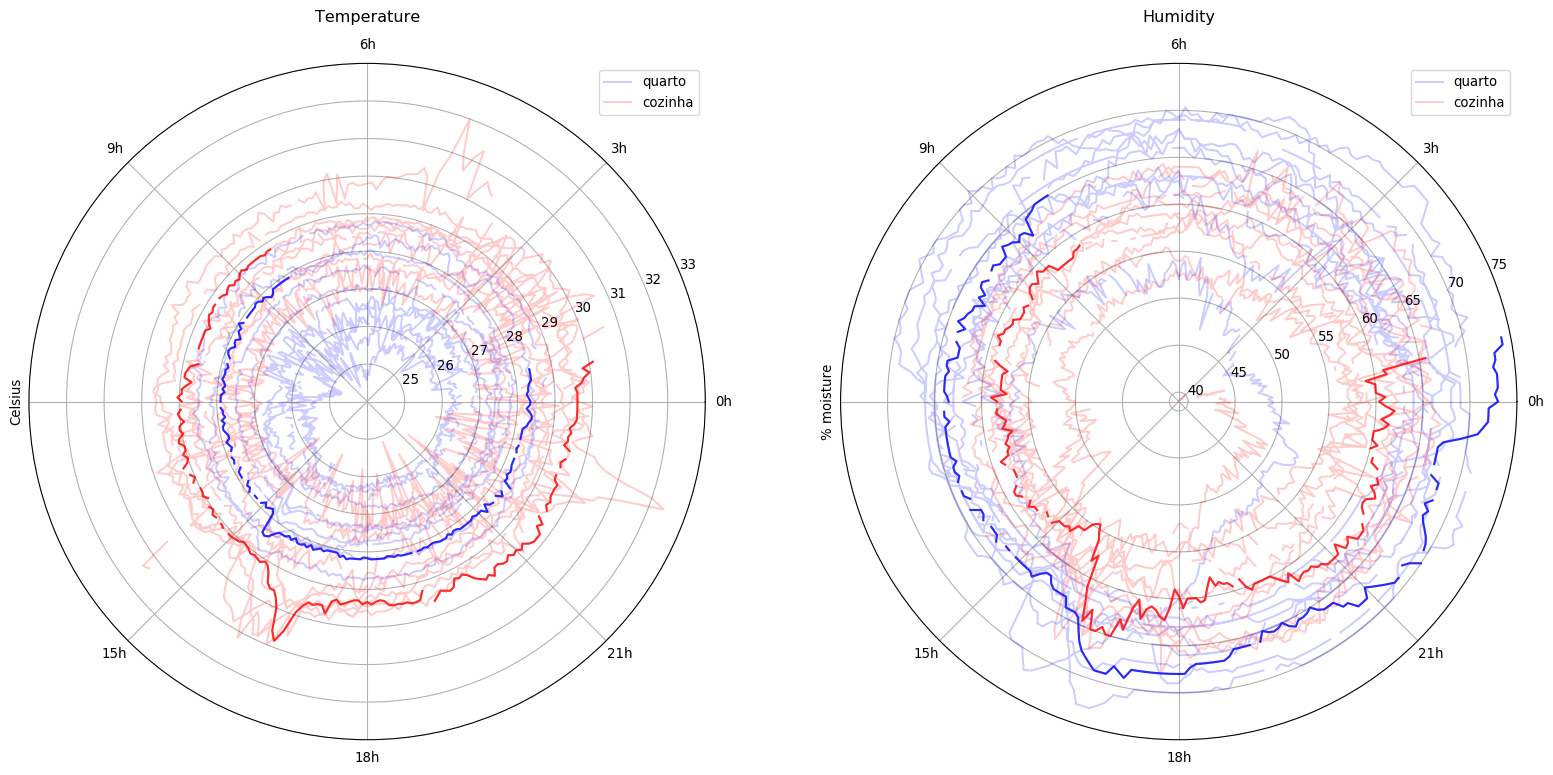 Temperature
6h
quarto
cozinha
9h
3h
33
32
31
30
29
28
27
26
25
Celsius
0h
15h
21h
18h
Humidity
6h
quarto
cozinha
9h
3h
75
70
65
60
55
50
45
40
% moisture
0h
15h
21h
18h